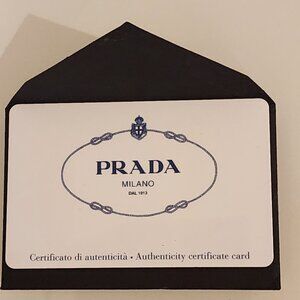 PRADA
MILANO
DAL 1913
Certificato di autenticità • Authenticity certificate card